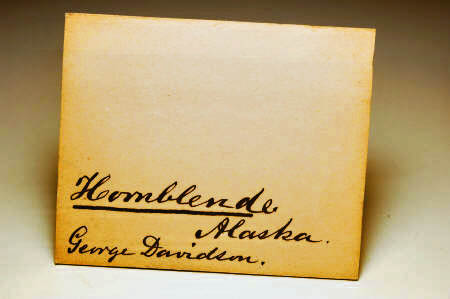 Hornblende
Alaska.
George Davidson.